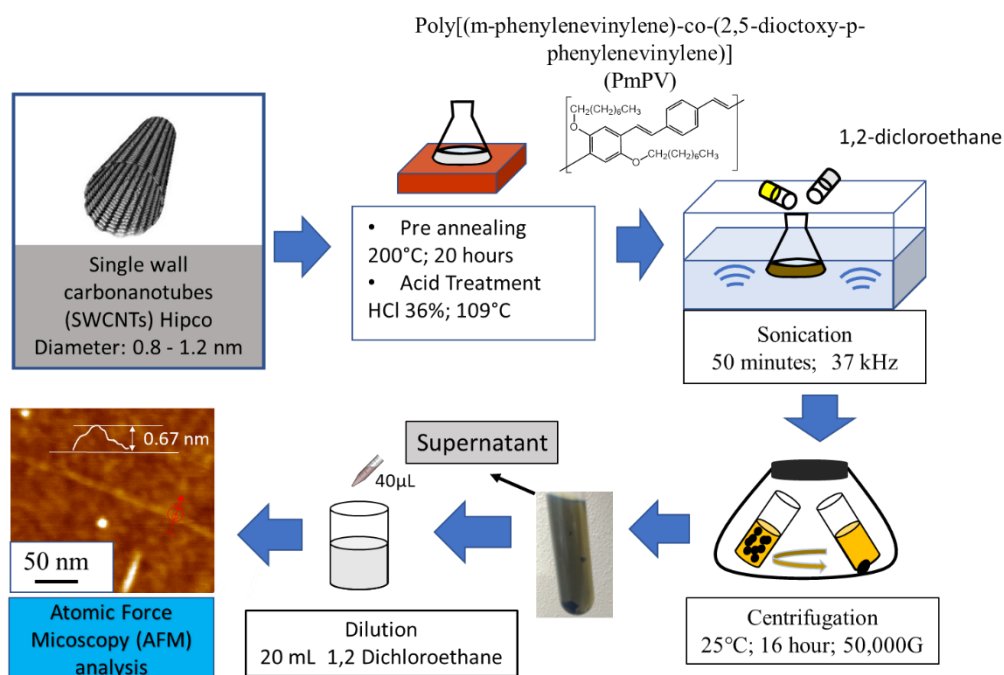 Poly[(m-phenylenevinylene)-co-(2,5-dioctoxy-p-
phenylenevinylene)]
(PmPV)
CH₂(CH₂)₆CH₃
O
OCH₂(CH₂)₆CH₃
1,2-dicloroethane
Single wall
carbonanotubes
(SWCNTs) Hipco
Diameter: 0.8 - 1.2 nm
• Pre annealing
200°C; 20 hours
• Acid Treatment
HCl 36%; 109°C
Sonication
50 minutes; 37 kHz
0.67 nm
50 nm
Atomic Force
Micoscopy (AFM)
analysis
40µL
Dilution
20 mL 1,2 Dichloroethane
Supernatant
Centrifugation
25℃; 16 hour; 50,000G